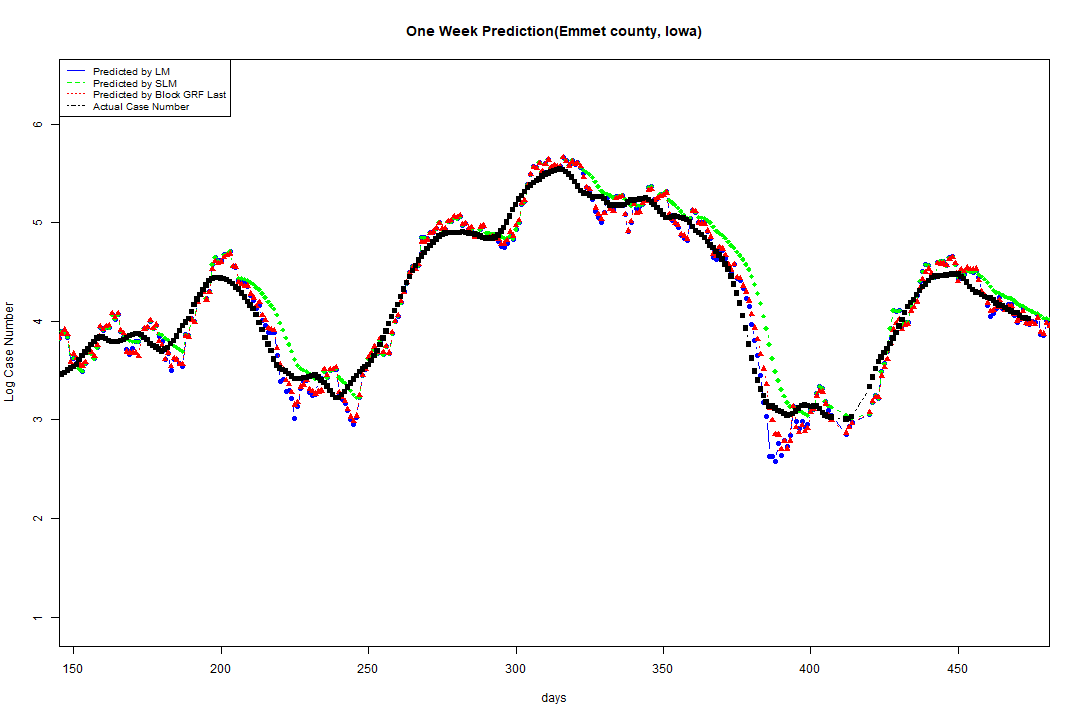 One Week Prediction(Emmet county, Iowa)
Predicted by LM
Predicted by SLM
Predicted by Block GRF Last
Actual Case Number
6
5
4
3
2
1
Log Case Number
150 200 250 300 350 400 450
days